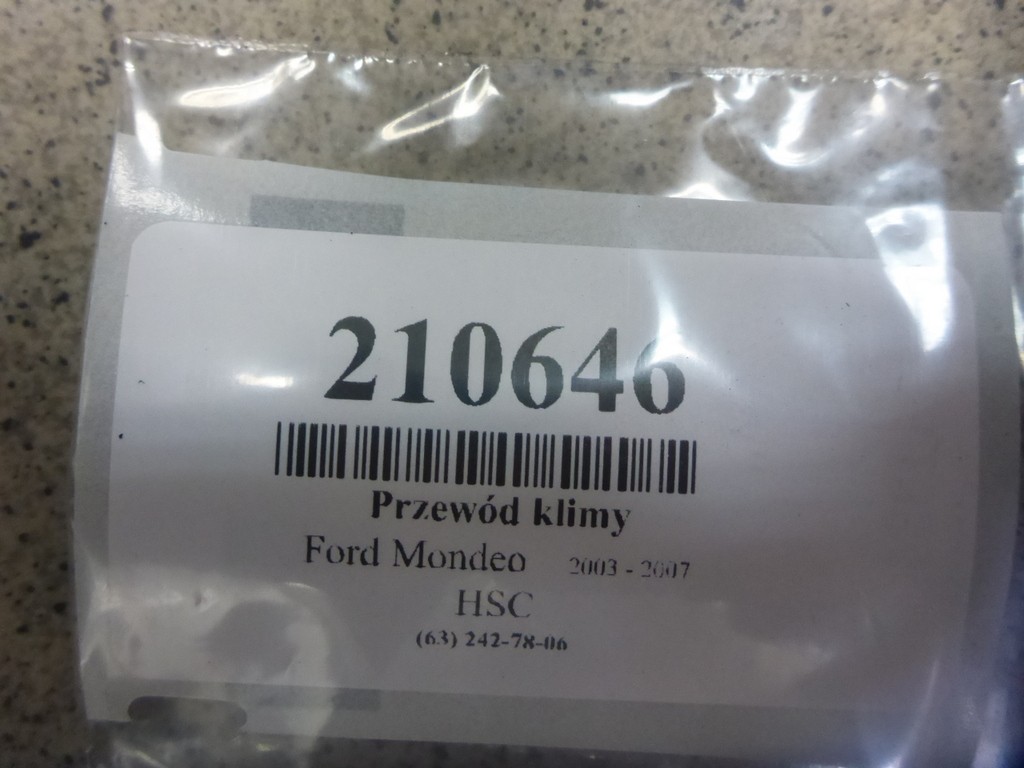 210646
Przewód klimy
Ford Mondeo 2003 - 2007
HSC
(63) 242-78-06